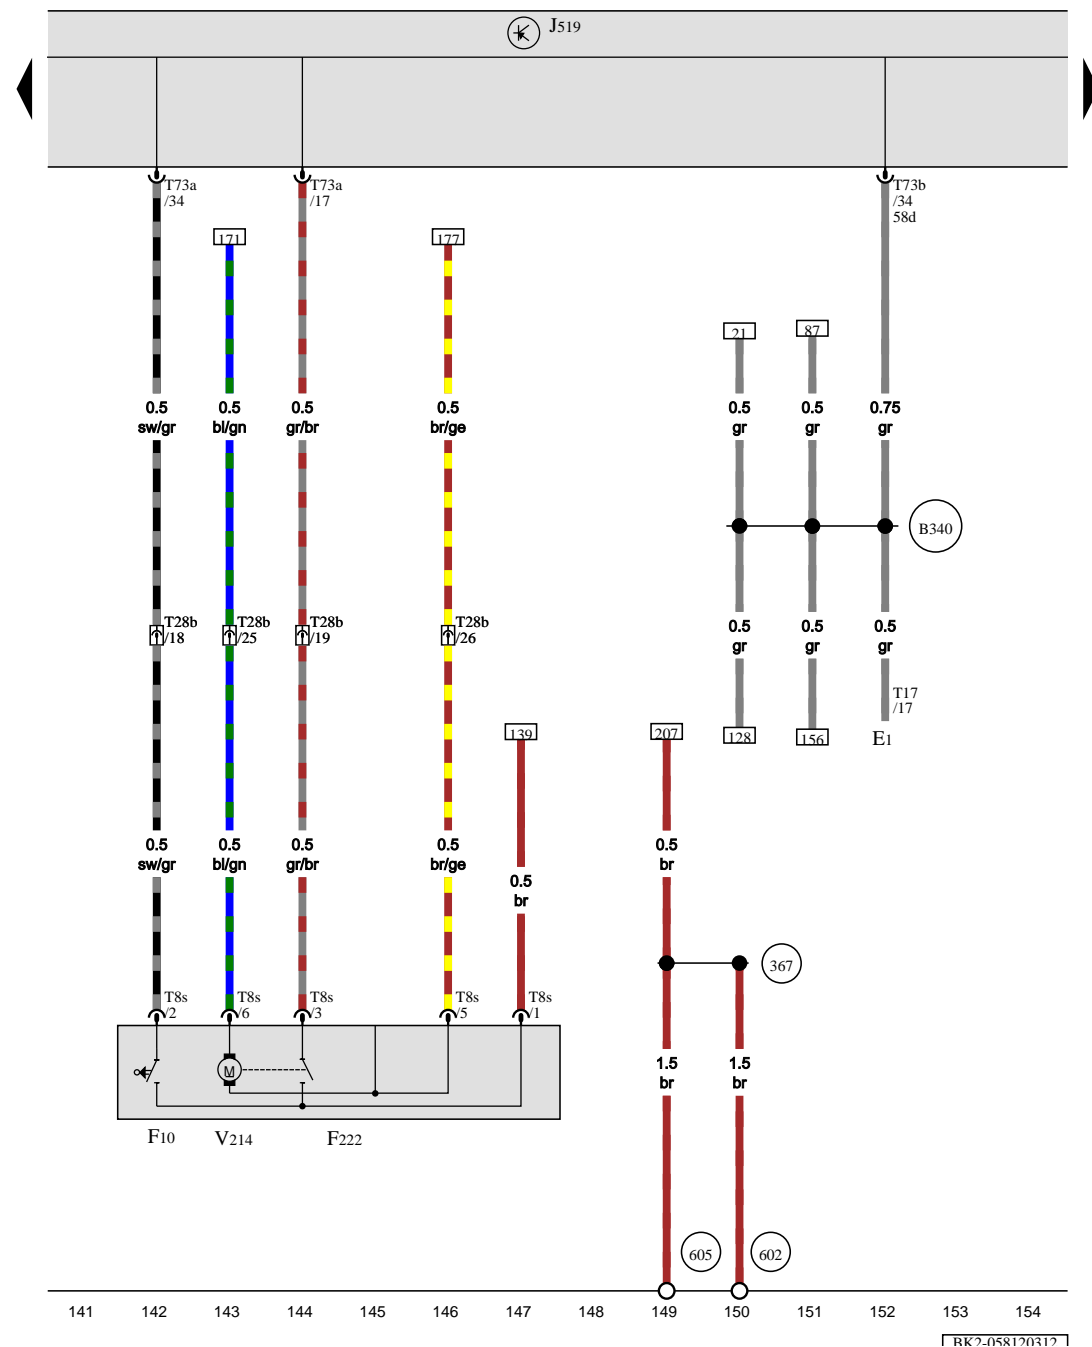 J519
T73a
/34
T73a
/17
T73b
/34
58d
171
177
21
87
0.5
sw/gr
0.5
bl/gn
0.5
gr/br
0.5
br/ge
0.5
gr
0.5
gr
0.75
gr
B340
T28b
/18
T28b
/25
T28b
/19
T28b
/26
0.5
gr
0.5
gr
0.5
gr
T17
/17
139
207
128
156
E1
0.5
sw/gr
0.5
bl/gn
0.5
gr/br
0.5
br/ge
0.5
br
0.5
br
367
T8s
/2
T8s
/6
T8s
/3
T8s
/5
T8s
/1
M
1.5
br
1.5
br
F10
V214
F222
605
602
141 142 143 144 145 146 147 148 149 150 151 152 153 154
BK2-058120312